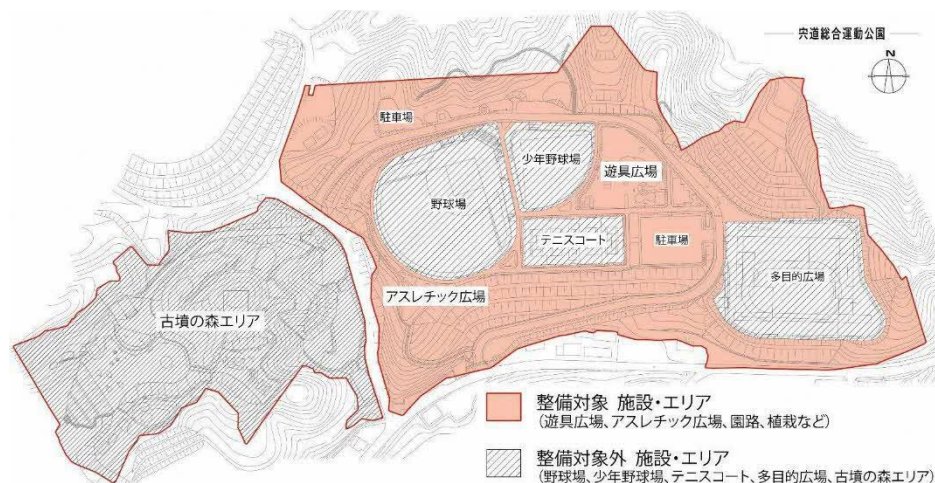 宍道総合運動公園
N
駐車場
少年野球場
遊具広場
野球場
テニスコート
駐車場
多目的広場
アスレチック広場
古墳の森エリア
整備対象 施設・エリア
(遊具広場、アスレチック広場、園路、植栽など)
整備対象外 施設・エリア
(野球場、少年野球場、テニスコート、多目的広場、古墳の森エリア)